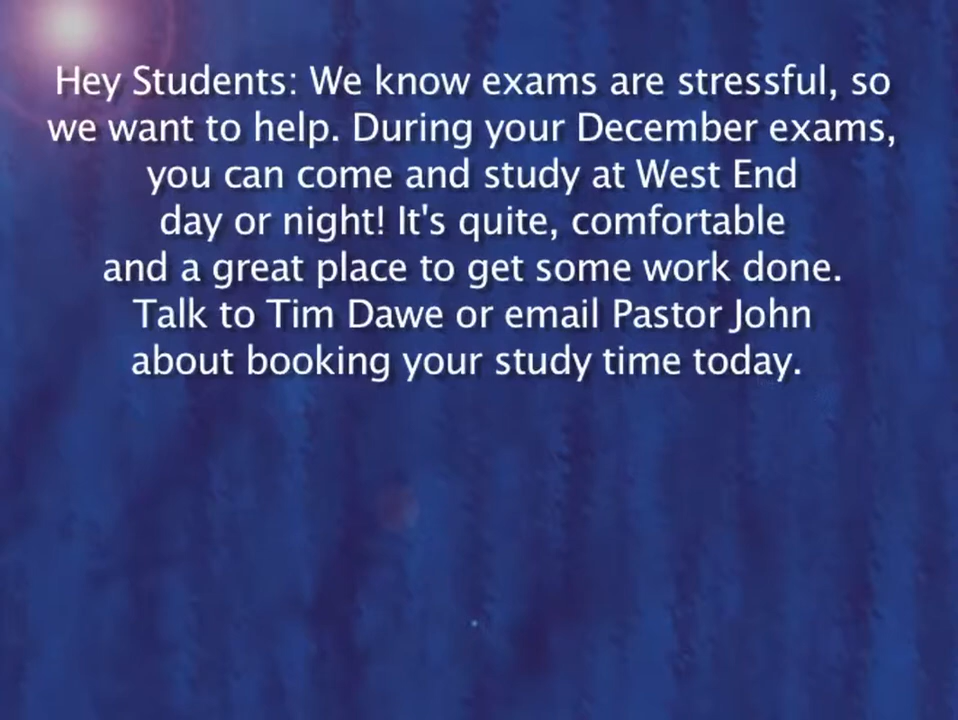 Hey Students: We know exams are stressful, so
we want to help. During your December exams,
you can come and study at West End
day or night! It's quite, comfortable
and a great place to get some work done.
Talk to Tim Dawe or email Pastor John
about booking your study time today.